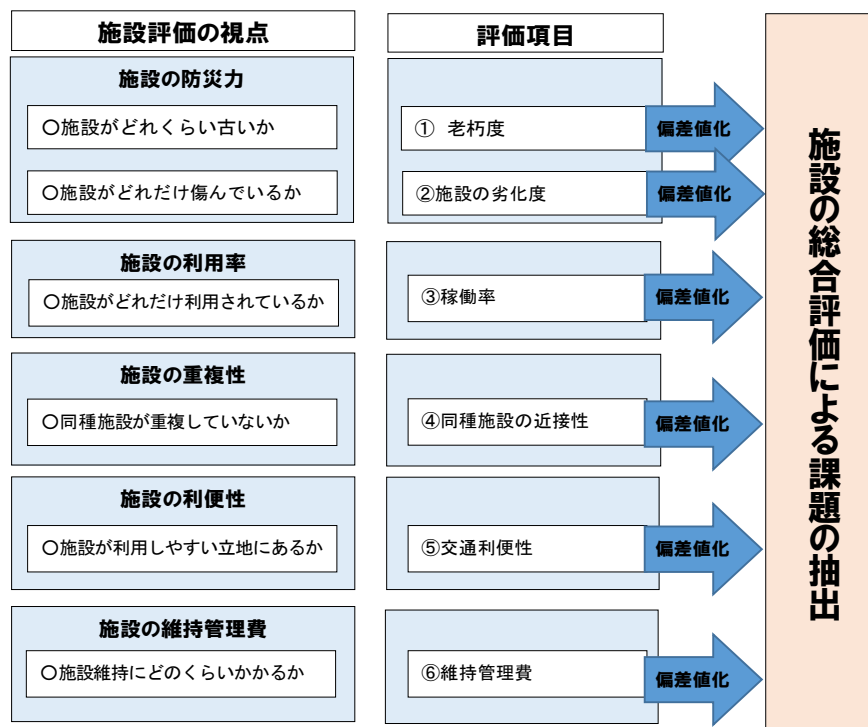 施設評価の視点
評価項目
施設の防災力
〇施設がどれくらい古いか
① 老朽度
偏差値化
〇施設がどれだけ傷んでいるか
②施設の劣化度
偏差値化
施設の利用率
〇施設がどれだけ利用されているか
③稼働率
偏差値化
施設の重複性
〇同種施設が重複していないか
④同種施設の近接性
偏差値化
施設の利便性
〇施設が利用しやすい立地にあるか
⑤交通利便性
偏差値化
施設の維持管理費
〇施設維持にどのくらいかかるか
⑥維持管理費
偏差値化
施設の総合評価による課題の抽出